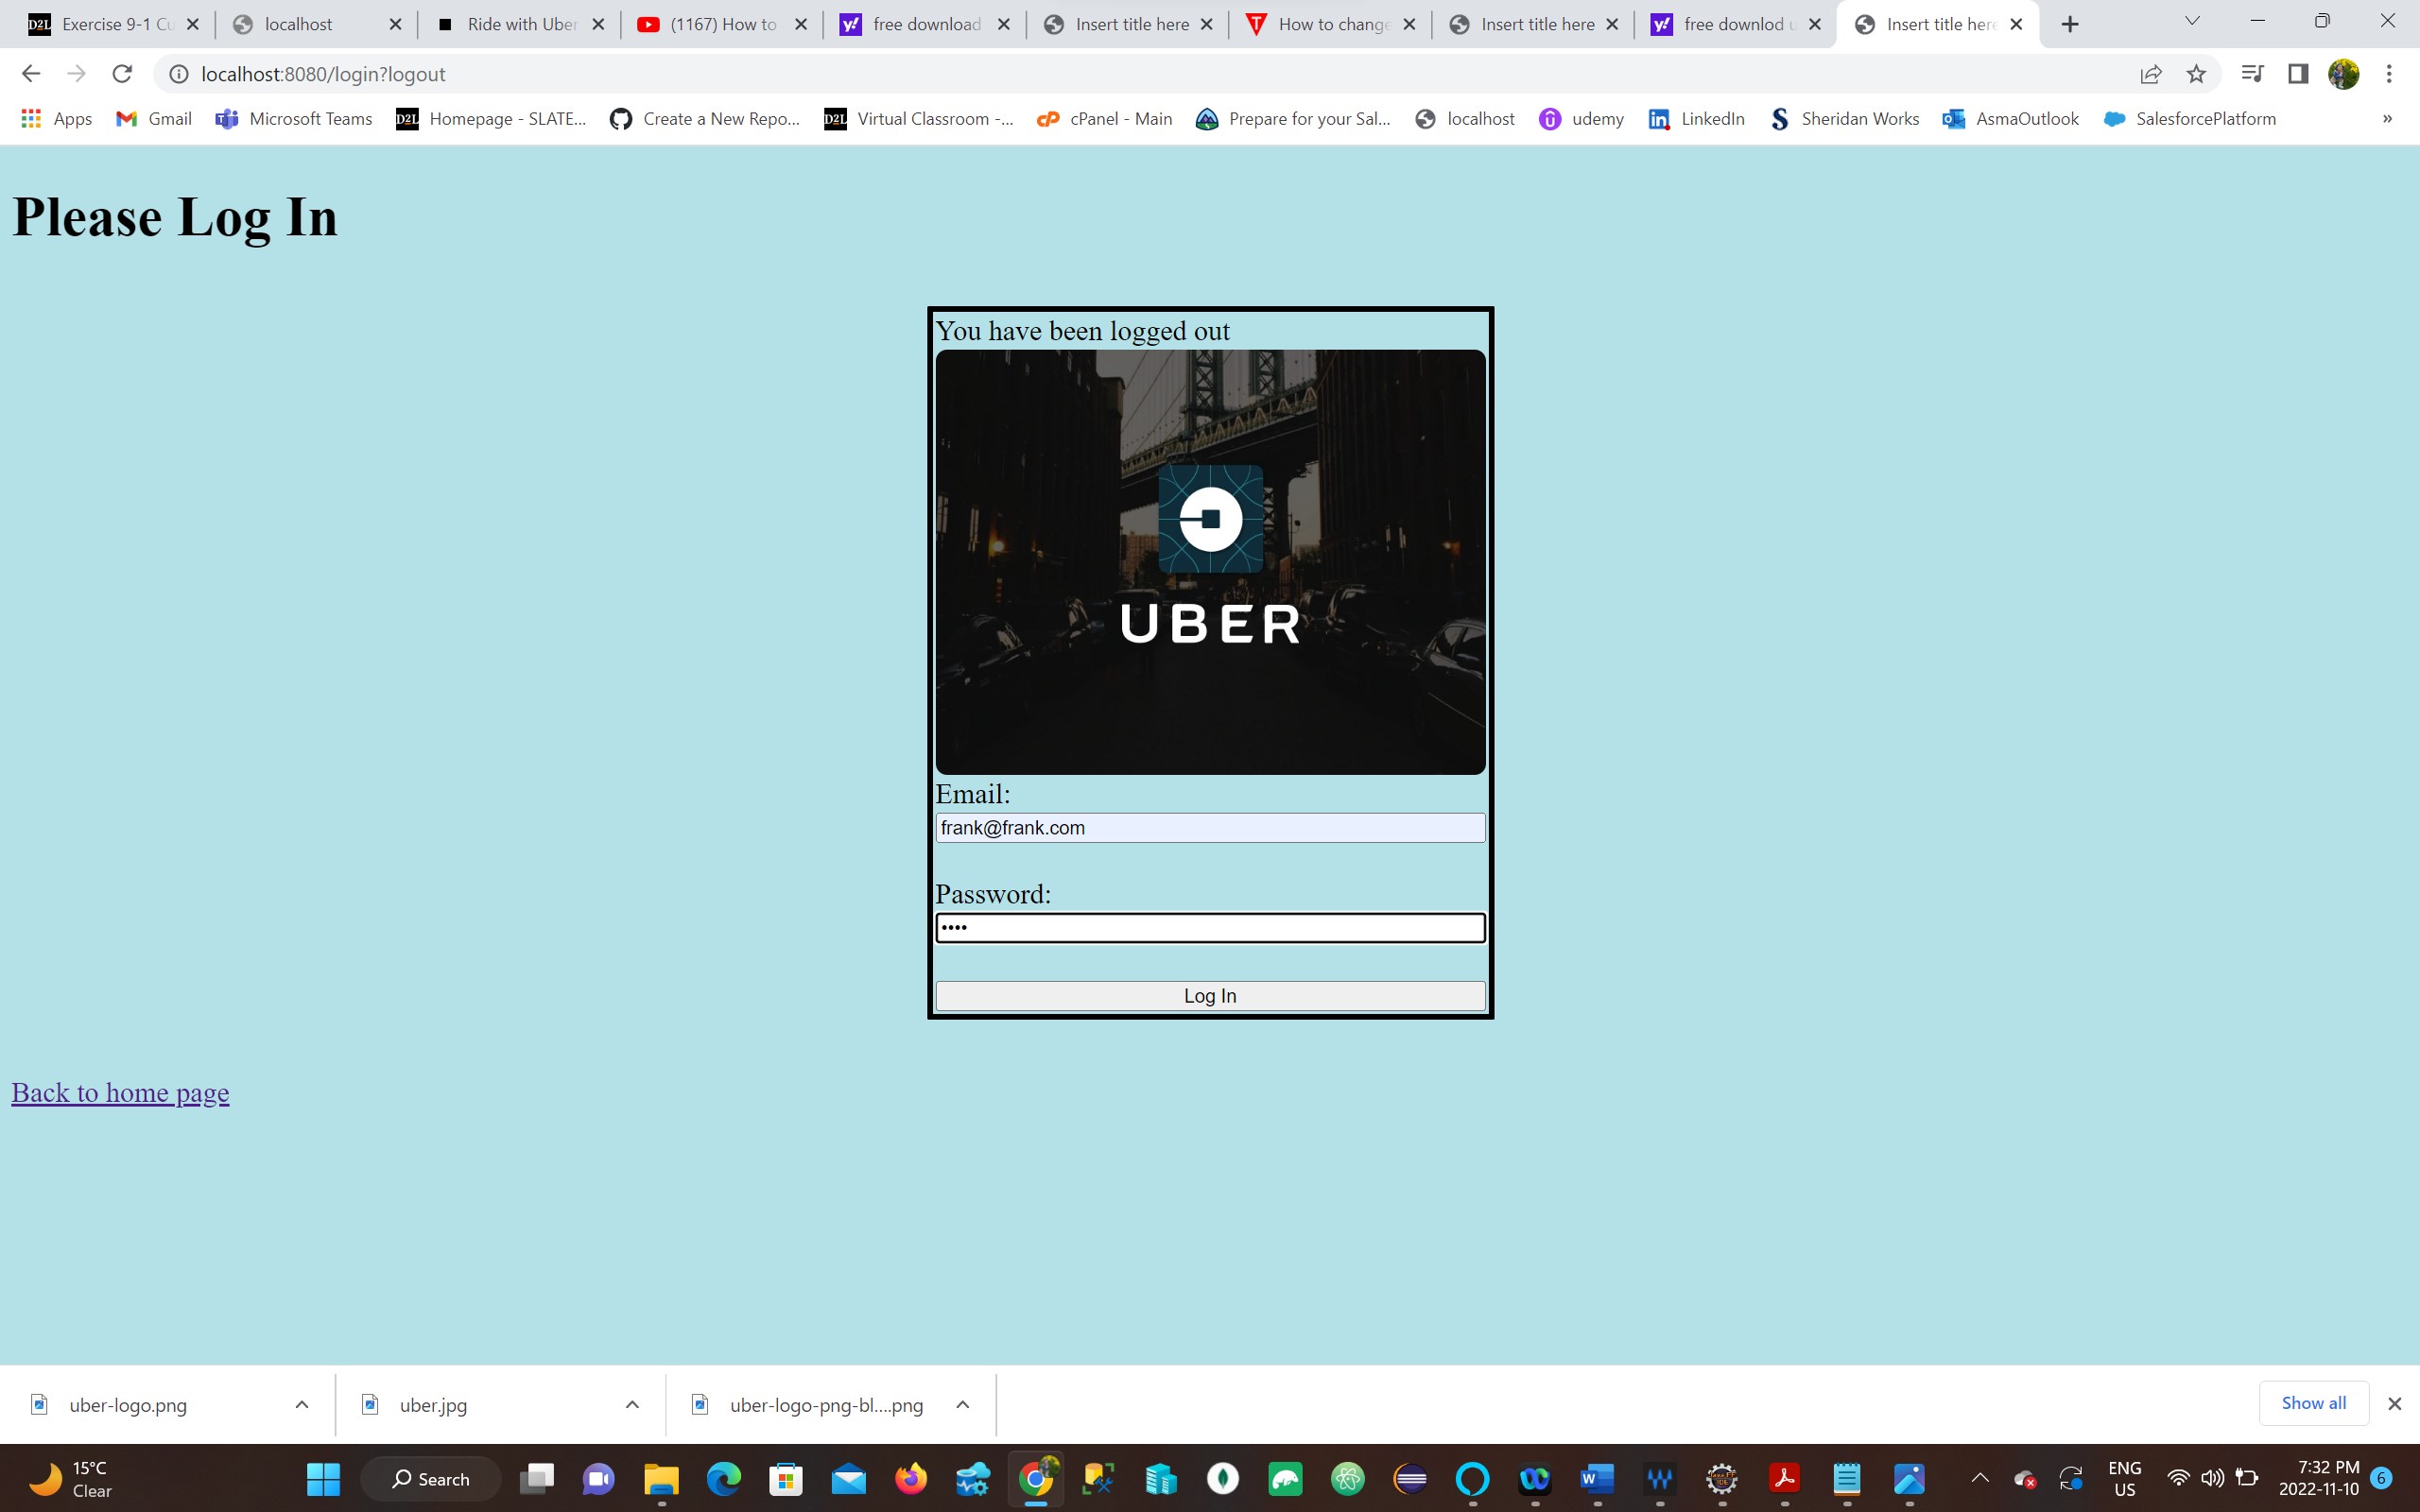 Exercise 9-1 Cu
localhost
Ride with Uber
(1167) How to
free download
Insert title here
How to change
Insert title here
free downlod u
Insert title here
localhost:8080/login?logout
Apps
Gmail
Microsoft Teams
Homepage - SLATE...
Create a New Repo...
Virtual Classroom -...
cPanel - Main
Prepare for your Sal...
localhost
udemy
LinkedIn
Sheridan Works
AsmaOutlook
SalesforcePlatform
»
Please Log In
You have been logged out
UBER
Email:
frank@frank.com
Password:
••••
Log In
Back to home page
uber-logo.png
uber.jpg
uber-logo-png-bl....png
Show all
15°C
Clear
Search
ENG
US
7:32 PM
2022-11-10
6